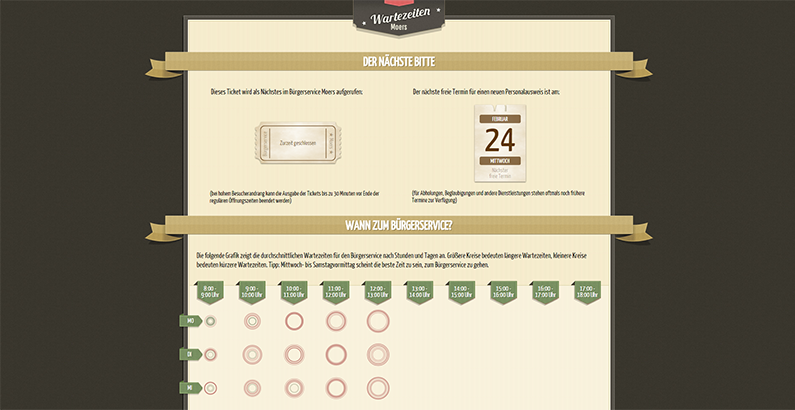 Wartezeiten
Moers
DER NÄCHSTE BITTE
Dieses Ticket wird als Nächstes im Bürgerservice Moers aufgerufen:
Der nächste freie Termin für einen neuen Personalausweis ist am:
Bürgerservice
Zurzeit geschlossen
Moers
FEBRUAR
24
MITTWOCH
Nächster
freie Termin
(bei hohem Besucherandrang kann die Ausgabe der Tickets bis zu 30 Minuten vor Ende der
regulären Öffnungszeiten beendet werden)
(für Abholungen, Beglaubigungen und andere Dienstleistungen stehen oftmals noch frühere
Termine zur Verfügung)
WANN ZUM BÜRGERSERVICE?
Die folgende Grafik zeigt die durchschnittlichen Wartezeiten für den Bürgerservice nach Stunden und Tagen an. Größere Kreise bedeuten längere Wartezeiten, kleinere Kreise
bedeuten kürzere Wartezeiten. Tipp: Mittwoch- bis Samstagvormittag scheint die beste Zeit zu sein, zum Bürgerservice zu gehen.
8:00 - 9:00 Uhr
9:00 - 10:00 Uhr
10:00 - 11:00 Uhr
11:00 - 12:00 Uhr
12:00 - 13:00 Uhr
13:00 - 14:00 Uhr
14:00 - 15:00 Uhr
15:00 - 16:00 Uhr
16:00 - 17:00 Uhr
17:00 - 18:00 Uhr
MO
DI
MI